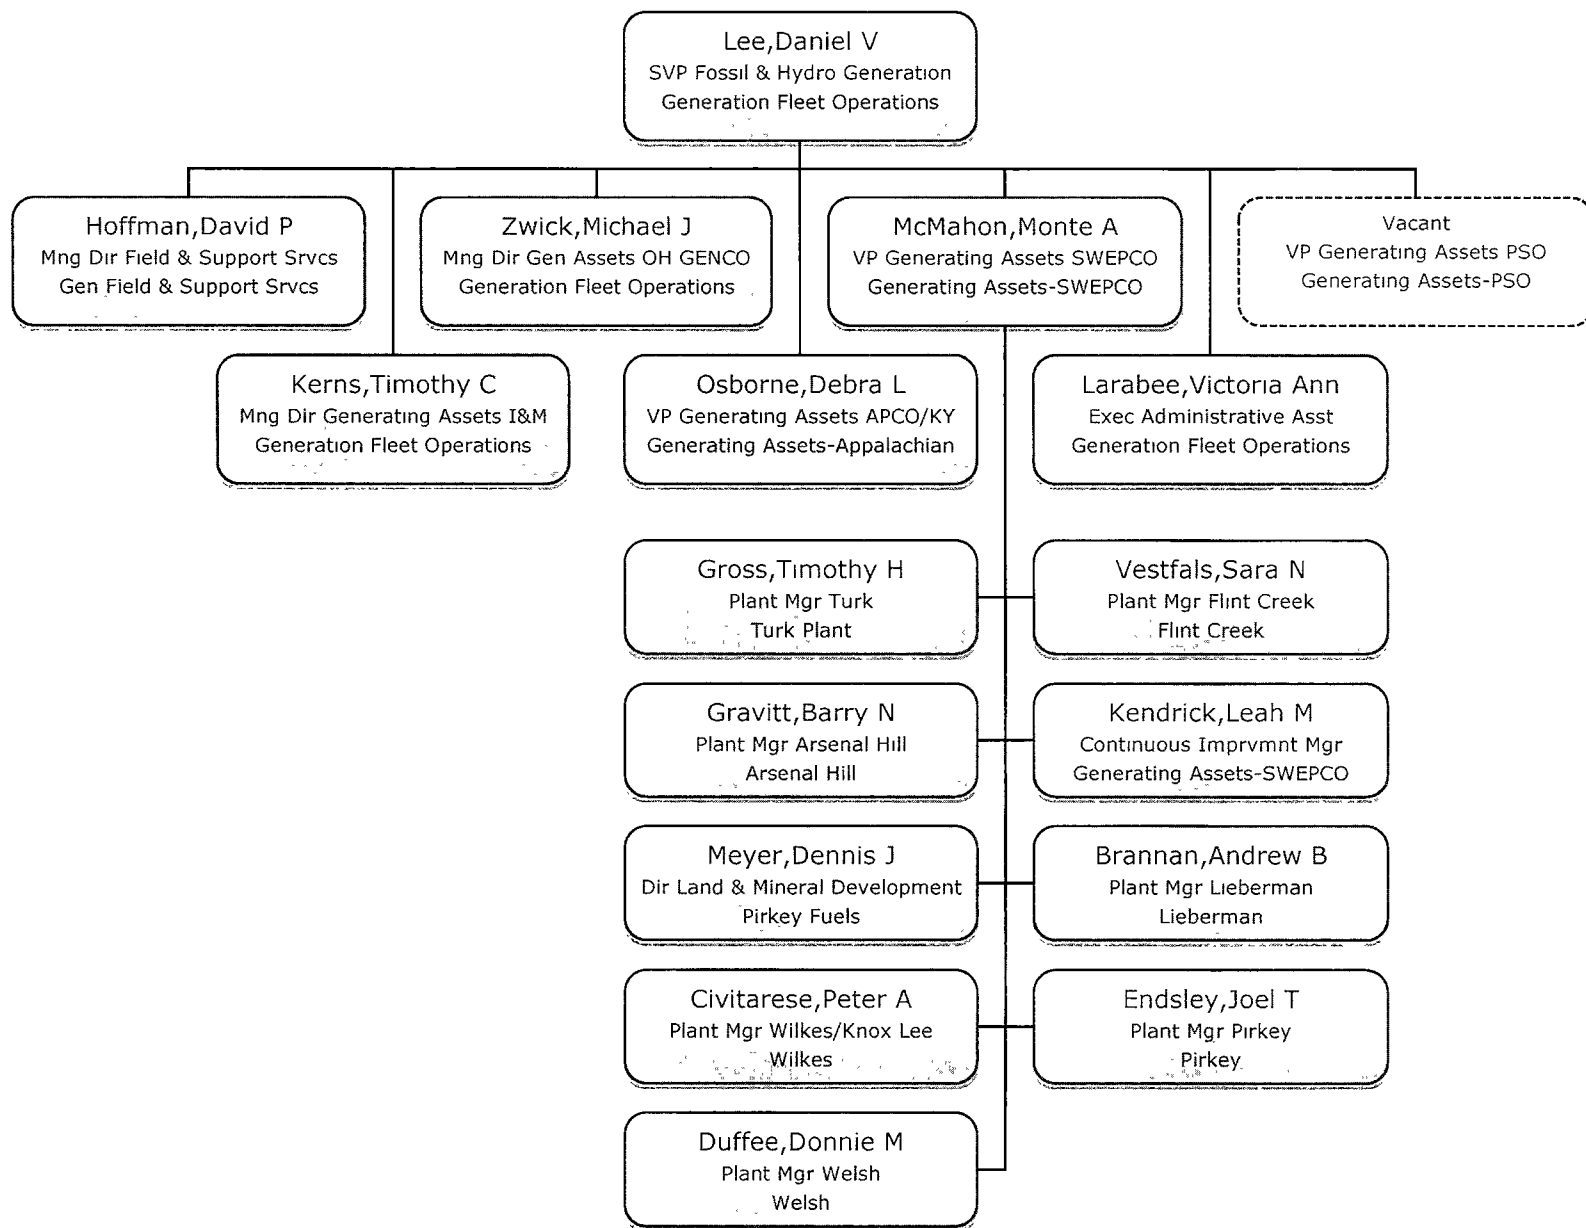 Lee,Daniel V
SVP Fossil & Hydro Generation
Generation Fleet Operations
Hoffman,David P
Mng Dir Field & Support Srvcs
Gen Field & Support Srvcs
Zwick,Michael J
Mng Dir Gen Assets OH GENCO
Generation Fleet Operations
McMahon,Monte A
VP Generating Assets SWEPCO
Generating Assets-SWEPCO
Vacant
VP Generating Assets PSO
Generating Assets-PSO
Kerns,Timothy C
Mng Dir Generating Assets I&M
Generation Fleet Operations
Osborne,Debra L
VP Generating Assets APCO/KY
Generating Assets-Appalachian
Larabee,Victoria Ann
Exec Administrative Asst
Generation Fleet Operations
Gross,Timothy H
Plant Mgr Turk
Turk Plant
Vestfals,Sara N
Plant Mgr Flint Creek
Flint Creek
Gravitt,Barry N
Plant Mgr Arsenal Hill
Arsenal Hill
Kendrick,Leah M
Continuous Imprvmnt Mgr
Generating Assets-SWEPCO
Meyer,Dennis J
Dir Land & Mineral Development
Pirkey Fuels
Brannan,Andrew B
Plant Mgr Lieberman
Lieberman
Civitarese,Peter A
Plant Mgr Wilkes/Knox Lee
Wilkes
Endsley,Joel T
Plant Mgr Pirkey
Pirkey
Duffee,Donnie M
Plant Mgr Welsh
Welsh